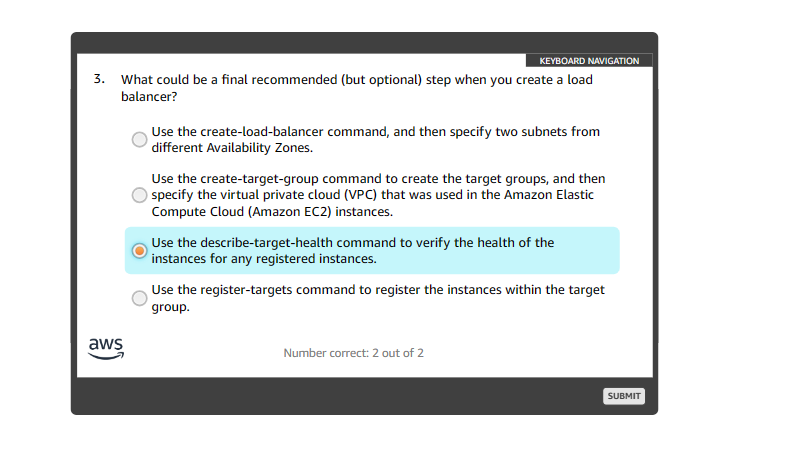 KEYBOARD NAVIGATION
3. What could be a final recommended (but optional) step when you create a load
balancer?
Use the create-load-balancer command, and then specify two subnets from
different Availability Zones.
Use the create-target-group command to create the target groups, and then
specify the virtual private cloud (VPC) that was used in the Amazon Elastic
Compute Cloud (Amazon EC2) instances.
Use the describe-target-health command to verify the health of the
instances for any registered instances.
Use the register-targets command to register the instances within the target
group.
aws
Number correct: 2 out of 2
SUBMIT